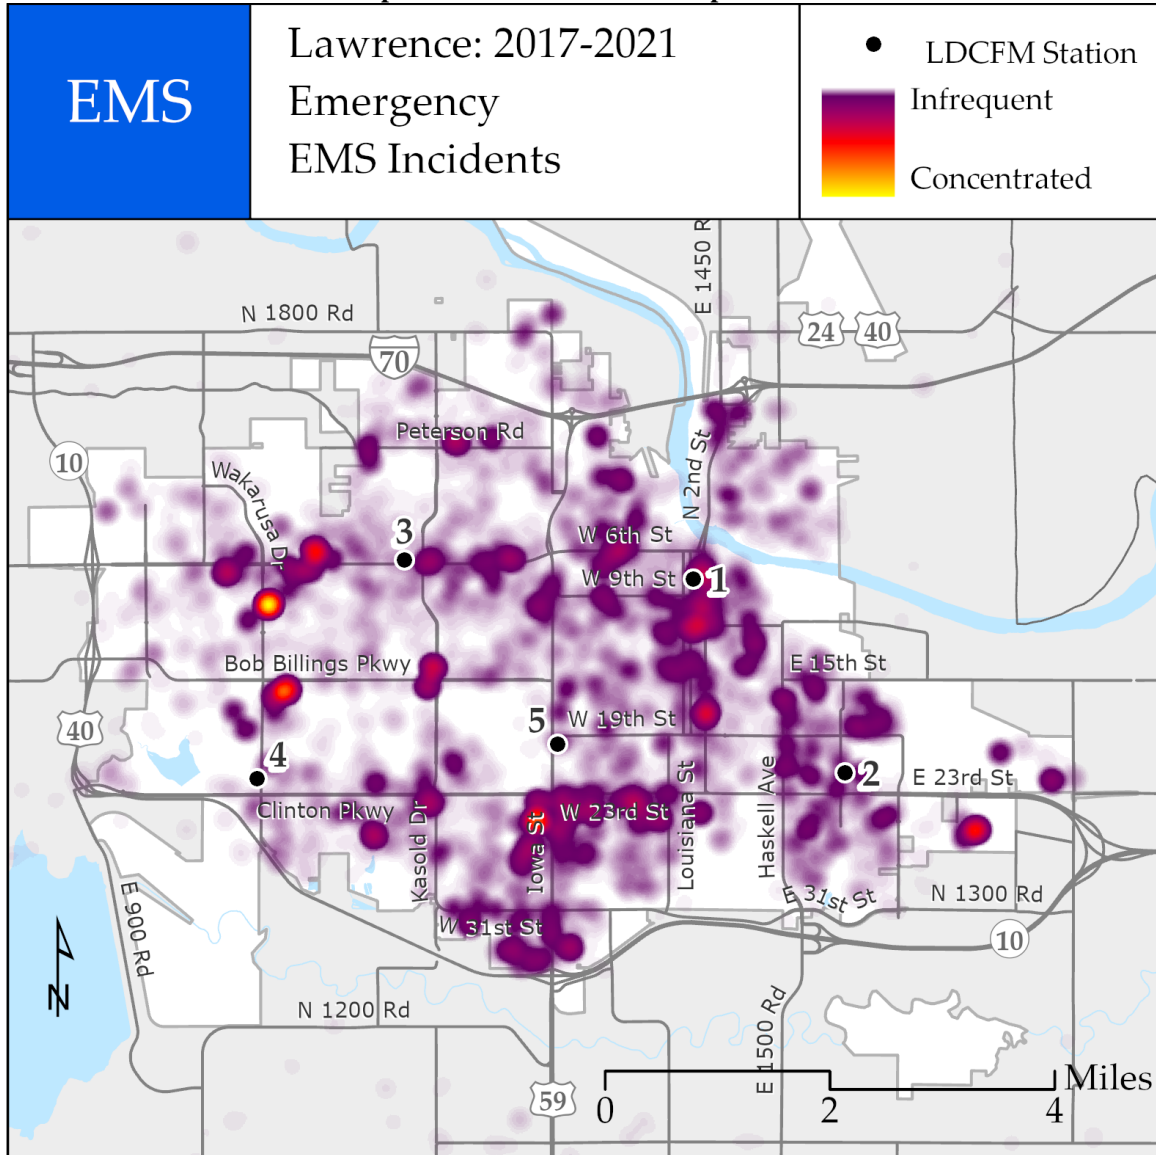 EMS
Lawrence: 2017-2021
Emergency
EMS Incidents
LDCFM Station
Infrequent
Concentrated
E 1450 R
N 1800 Rd
24
40
70
Peterson Rd
10
Wakarusa Dr
N 2nd St
3
W 6th St
W 9th St
1
Bob Billings Pkwy
E 15th St
40
5
W 19th St
4
2
E 23rd St
Clinton Pkwy
W 23rd St
Kasold Dr
Iowa St
Louisiana St
Haskell Ave
E 900 Rd
E 31st St
N 1300 Rd
W 31st St
10
N
N 1200 Rd
E 1500 Rd
59
Miles
0
2
4